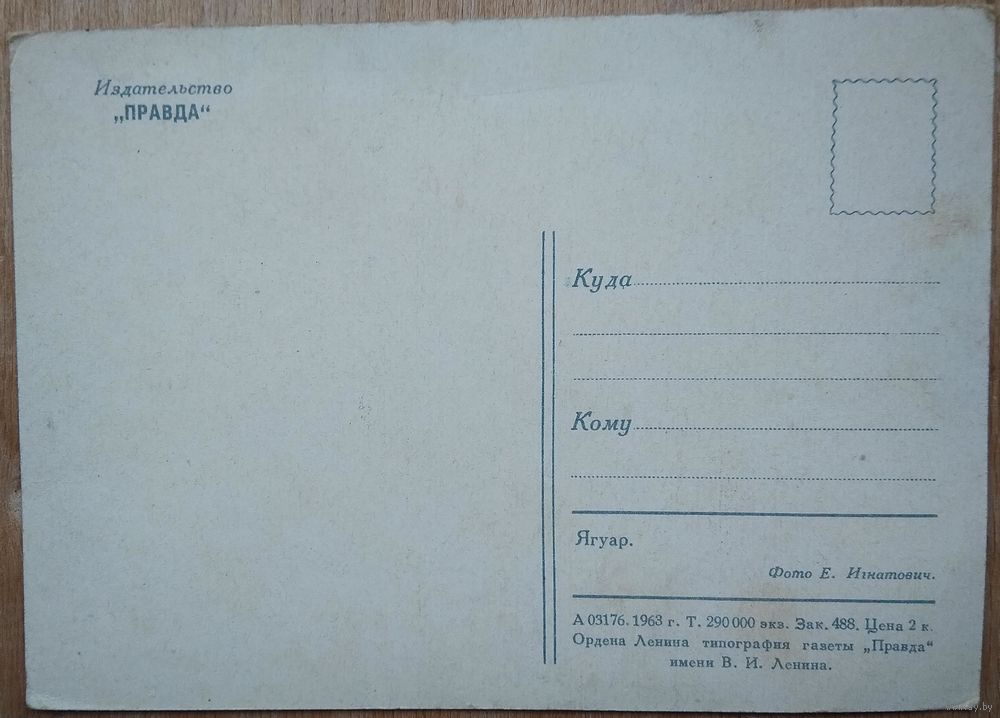 Издательство
„ПРАВДА“
Куда
Кому
Ягуар.
Фото Е. Игнатович.
А 03176. 1963 г. Т. 290 000 экз. Зак. 488. Цена 2 к.
Ордена Ленина типография газеты „Правда“
имени В. И. Ленина.